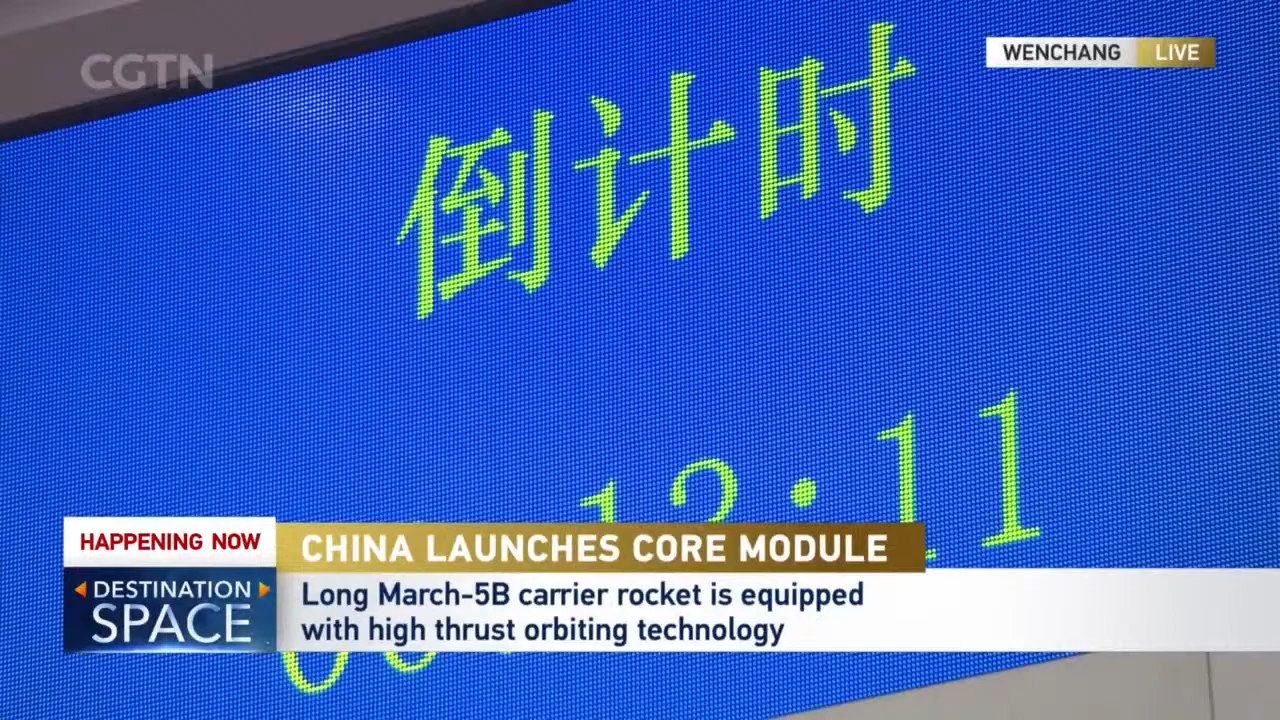 CGTN
WENCHANG LIVE
倒计时
HAPPENING NOW
CHINA LAUNCHES CORE MODULE
DESTINATION
SPACE
Long March-5B carrier rocket is equipped
with high thrust orbiting technology